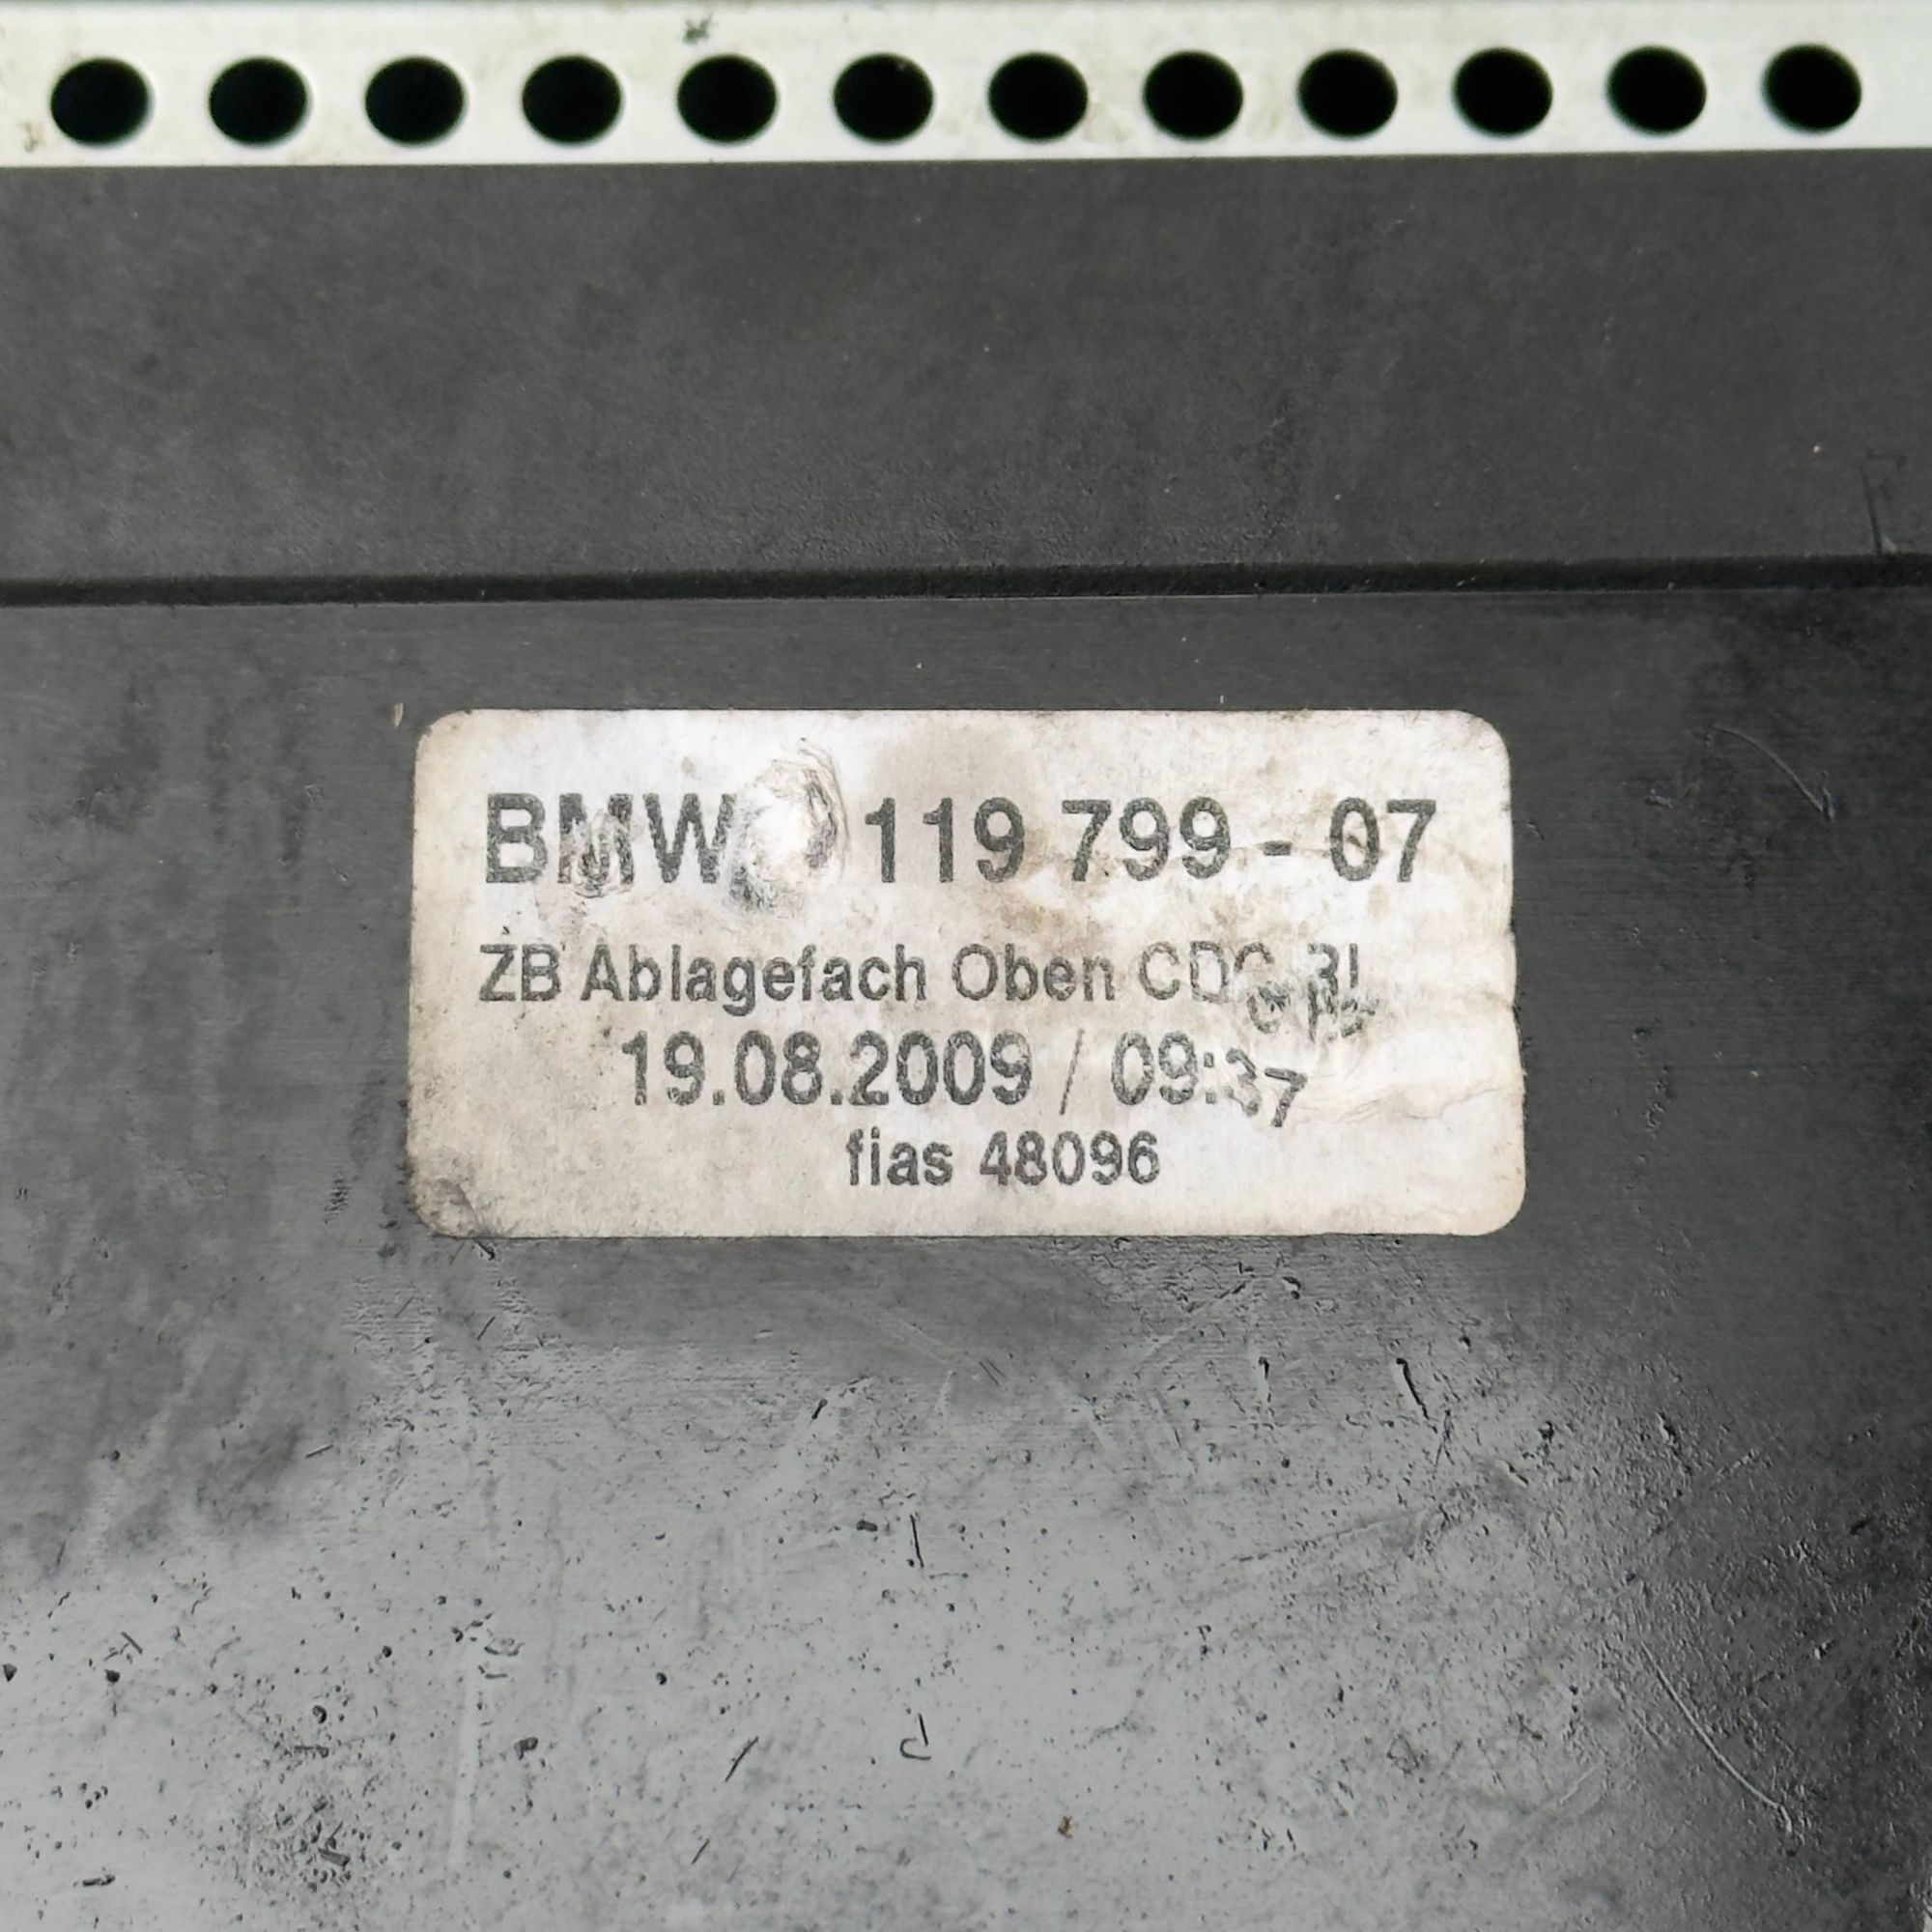 BMW 119 799 - 07
ZB Ablagefach Oben
19.08.2009 / 09:37
fias 48096